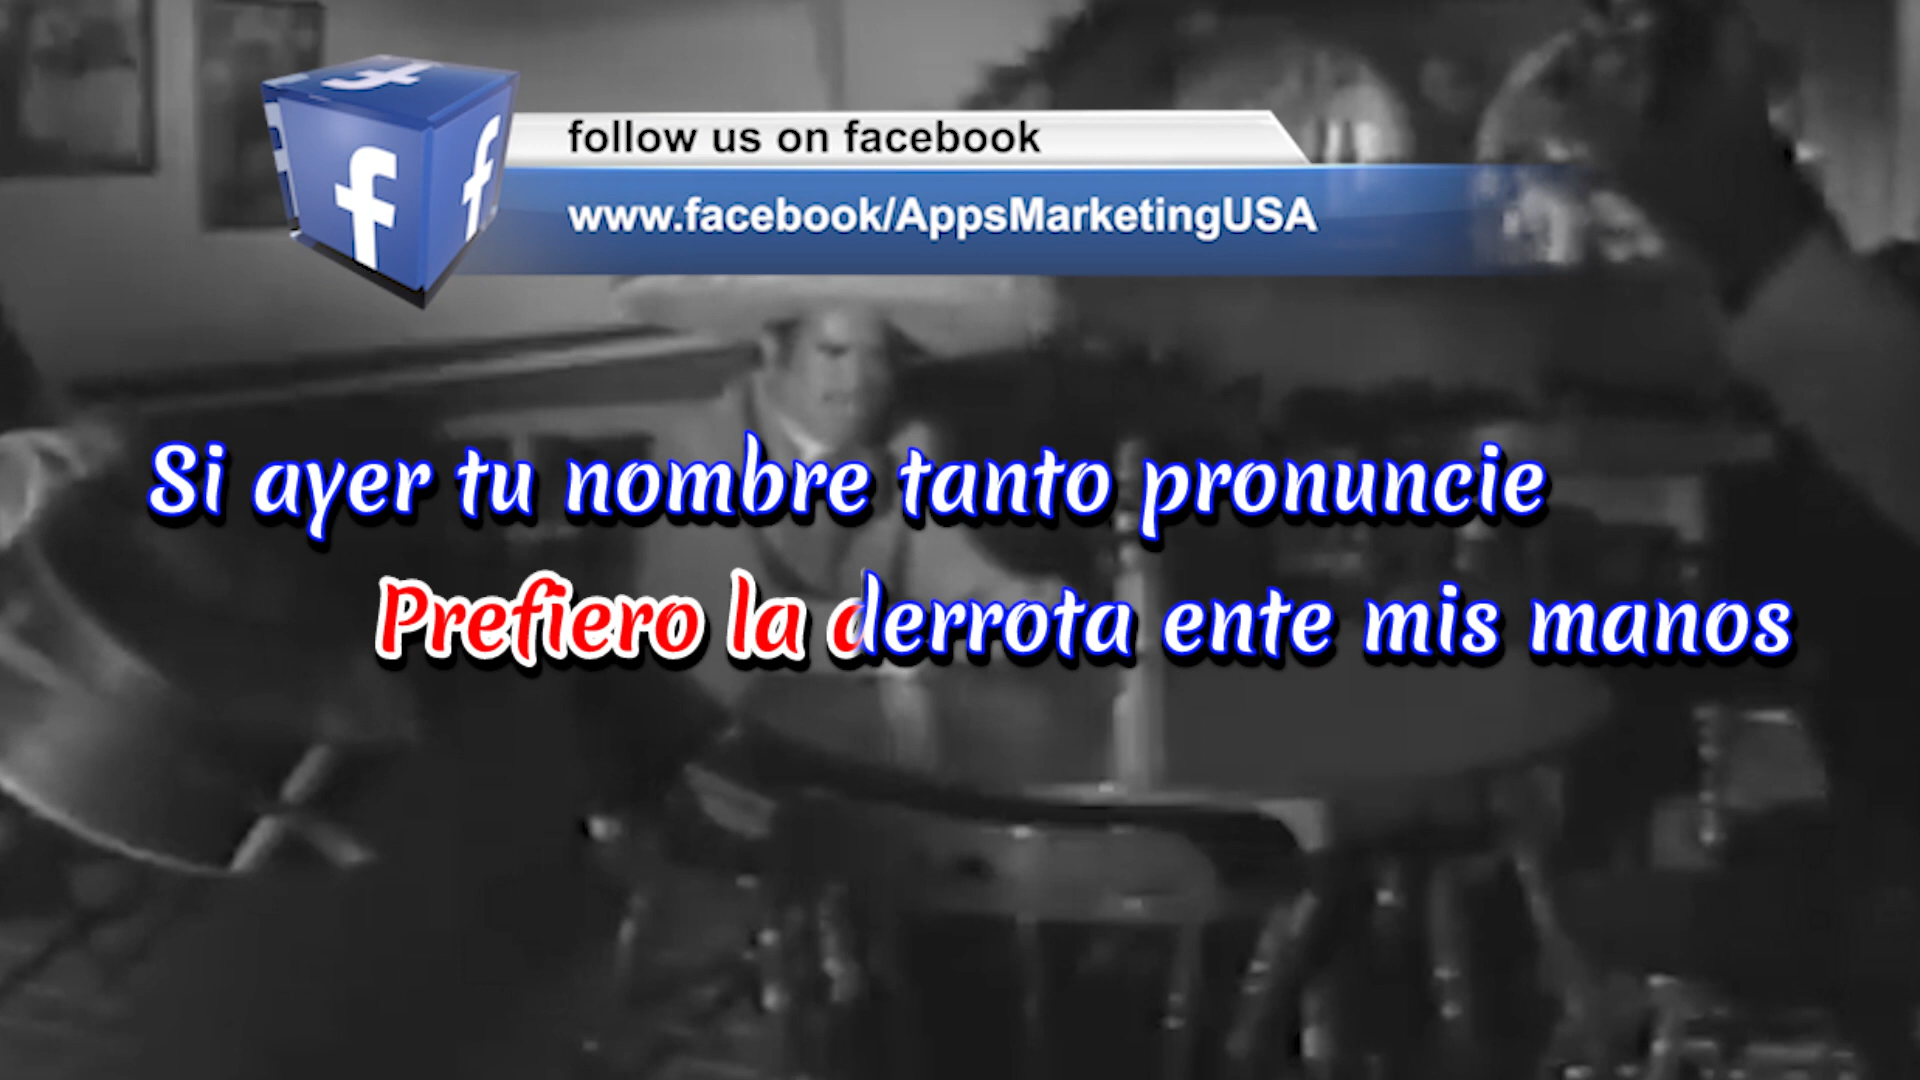 follow us on facebook
www.facebook/AppsMarketingUSA
Si ayer tu nombre tanto pronuncie
Prefiero la derrota ente mis manos